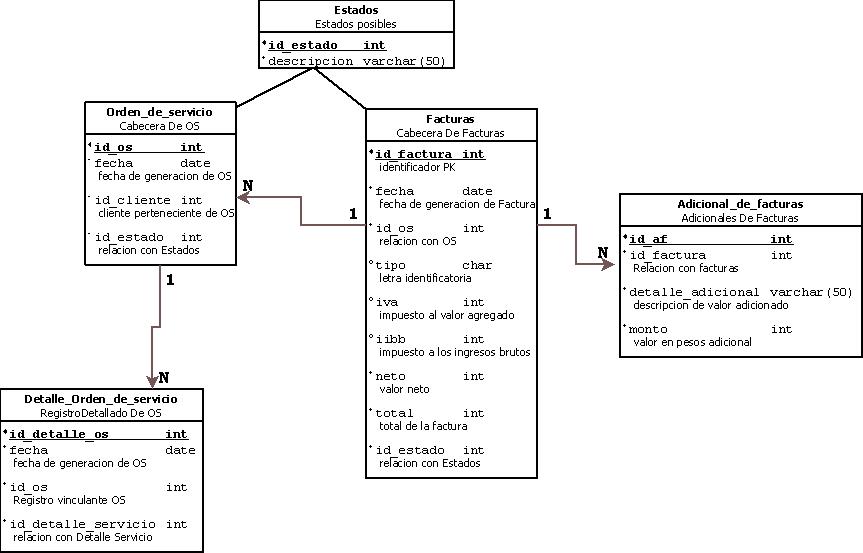 Estados
Estados posibles
id_estado int
descripcion varchar(50)
Orden_de_servicio
Cabecera De OS
id_os int
fecha date
fecha de generacion de OS
id_cliente int
cliente perteneciente de OS
id_estado int
relacion con Estados
N
1
Facturas
Cabecera De Facturas
id_factura int
identificador PK
fecha date
fecha de generacion de Factura
id_os int
relacion con OS
tipo char
letra identificatoria
iva int
impuesto al valor agregado
iibb int
impuesto a los ingresos brutos
neto int
valor neto
total int
total de la factura
id_estado int
relacion con Estados
1
N
Adicional_de_facturas
Adicionales De Facturas
id_af int
id_factura int
Relacion con facturas
detalle_adicional varchar(50)
descripcion de valor adicionado
monto int
valor en pesos adicional
1
N
Detalle_Orden_de_servicio
RegistroDetallado De OS
id_detalle_os int
fecha date
fecha de generacion de OS
id_os int
Registro vinculante OS
id_detalle_servicio int
relacion con Detalle Servicio